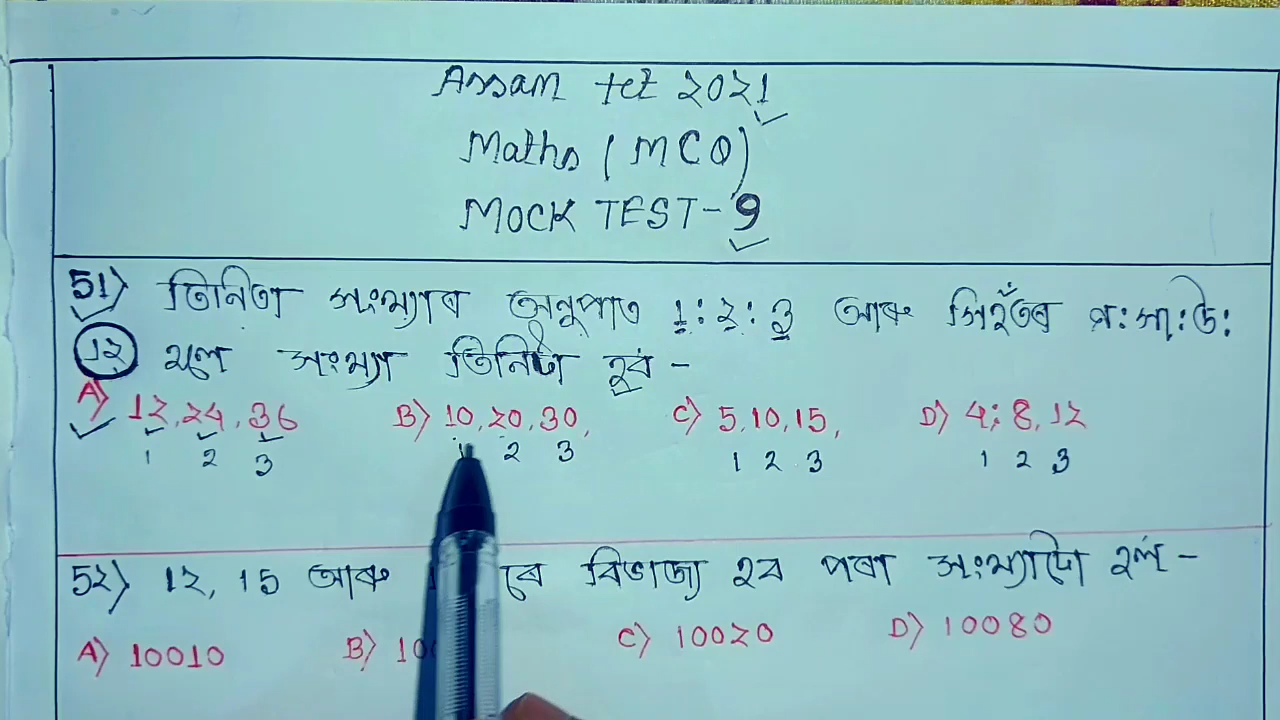 Assam tet 2021
Maths (MCQ)
MOCK TEST-9
51) তিনিটা সংখ্যাৰ অনুপাত 1:2:3 আৰু সিহঁতৰ গ:সা:উ:
12 হলে সংখ্যা তিনিটা হ'ব -
A) 12, 24, 36 B) 10, 20, 30, C) 5, 10, 15, D) 4; 8, 12
1 2 3 1 2 3 1 2 3 1 2 3
52) 12, 15 আৰু ৰে বিভাজ্য হব পৰা সংখ্যাটো হ'ল -
A) 10010 B) C) 10020 D) 10080